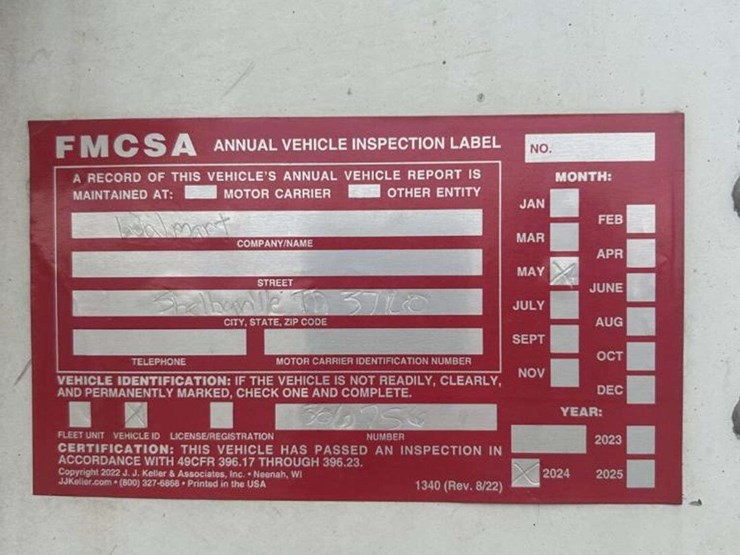 FMCSA ANNUAL VEHICLE INSPECTION LABEL
NO.
A RECORD OF THIS VEHICLE'S ANNUAL VEHICLE REPORT IS
MAINTAINED AT: MOTOR CARRIER OTHER ENTITY
Walmart
COMPANY/NAME
STREET
Shelbyville TN 37160
CITY, STATE, ZIP CODE
TELEPHONE
MOTOR CARRIER IDENTIFICATION NUMBER
VEHICLE IDENTIFICATION: IF THE VEHICLE IS NOT READILY, CLEARLY,
AND PERMANENTLY MARKED, CHECK ONE AND COMPLETE.
FLEET UNIT VEHICLE ID LICENSE/REGISTRATION NUMBER
CERTIFICATION: THIS VEHICLE HAS PASSED AN INSPECTION IN
ACCORDANCE WITH 49CFR 396.17 THROUGH 396.23.
Copyright 2022 J. J. Keller & Associates, Inc. • Neenah, WI
JJKeller.com • (800) 327-6868 • Printed in the USA
1340 (Rev. 8/22)
MONTH:
JAN
FEB
MAR
APR
MAY X
JUNE
JULY
AUG
SEPT
OCT
NOV
DEC
YEAR:
2023
X 2024
2025